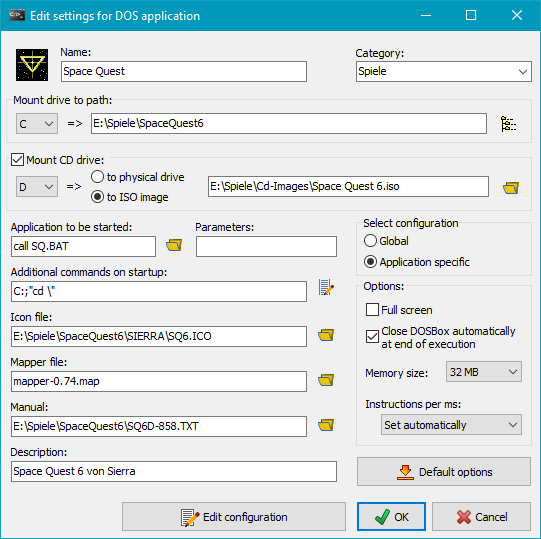 Edit settings for DOS application
Name:
Space Quest
Category:
Spiele
Mount drive to path:
C => E:\Spiele\SpaceQuest6
Mount CD drive:
D =>
to physical drive
to ISO image
E:\Spiele\Cd-Images\Space Quest 6.iso
Application to be started:
call SQ.BAT
Parameters:
Additional commands on startup:
C:;"cd \"
Icon file:
E:\Spiele\SpaceQuest6\SIERRA\SQ6.ICO
Mapper file:
mapper-0.74.map
Manual:
E:\Spiele\SpaceQuest6\SQ6D-858.TXT
Description:
Space Quest 6 von Sierra
Select configuration
Global
Application specific
Options:
Full screen
Close DOSBox automatically
at end of execution
Memory size: 32 MB
Instructions per ms:
Set automatically
Default options
Edit configuration
OK
Cancel